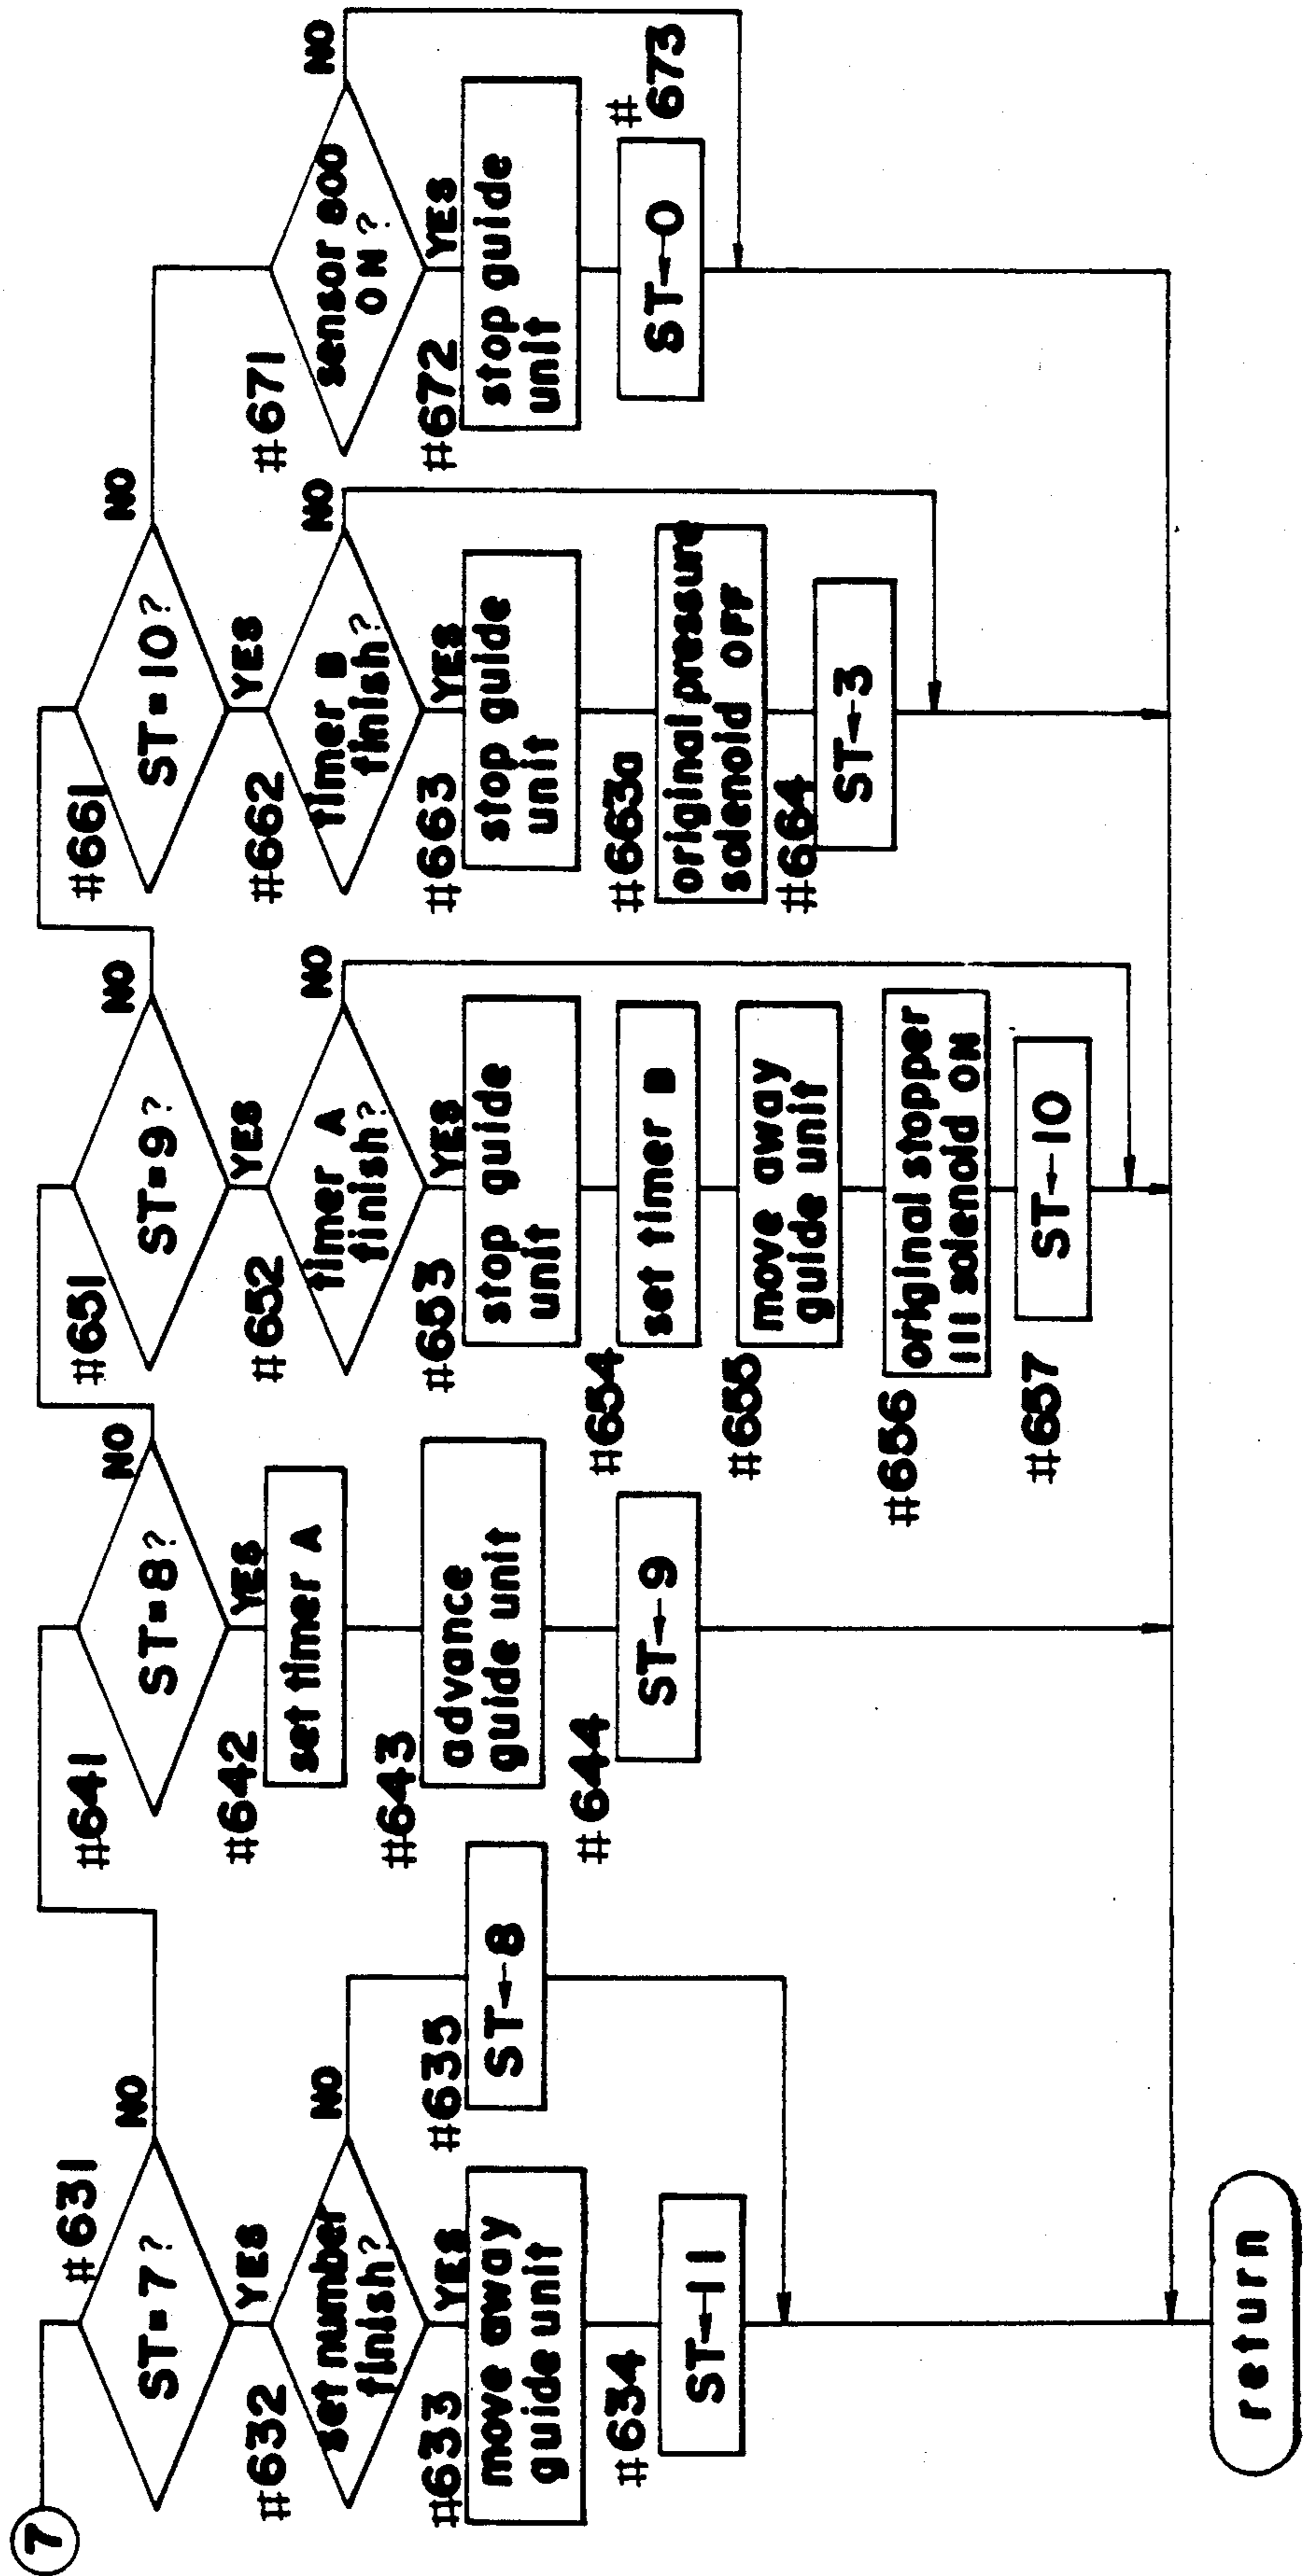 7
#631
ST=7?
NO
YES
#632
set number
finish?
NO
YES
#633
move away
guide unit
#634
ST→11
#635
ST→8
#641
ST=8?
NO
YES
#642
set timer A
#643
advance
guide unit
#644
ST→9
#651
ST=9?
NO
YES
#652
timer A
finish?
NO
YES
#653
stop guide
unit
#654
set timer B
#655
move away
guide unit
#656
original stopper
111 solenoid ON
#657
ST→10
#661
ST=10?
NO
YES
#662
timer B
finish?
NO
YES
#663
stop guide
unit
#663a
original pressure
solenoid OFF
#664
ST→3
#671
sensor 800
ON?
NO
YES
#672
stop guide
unit
#
673
ST→0
return